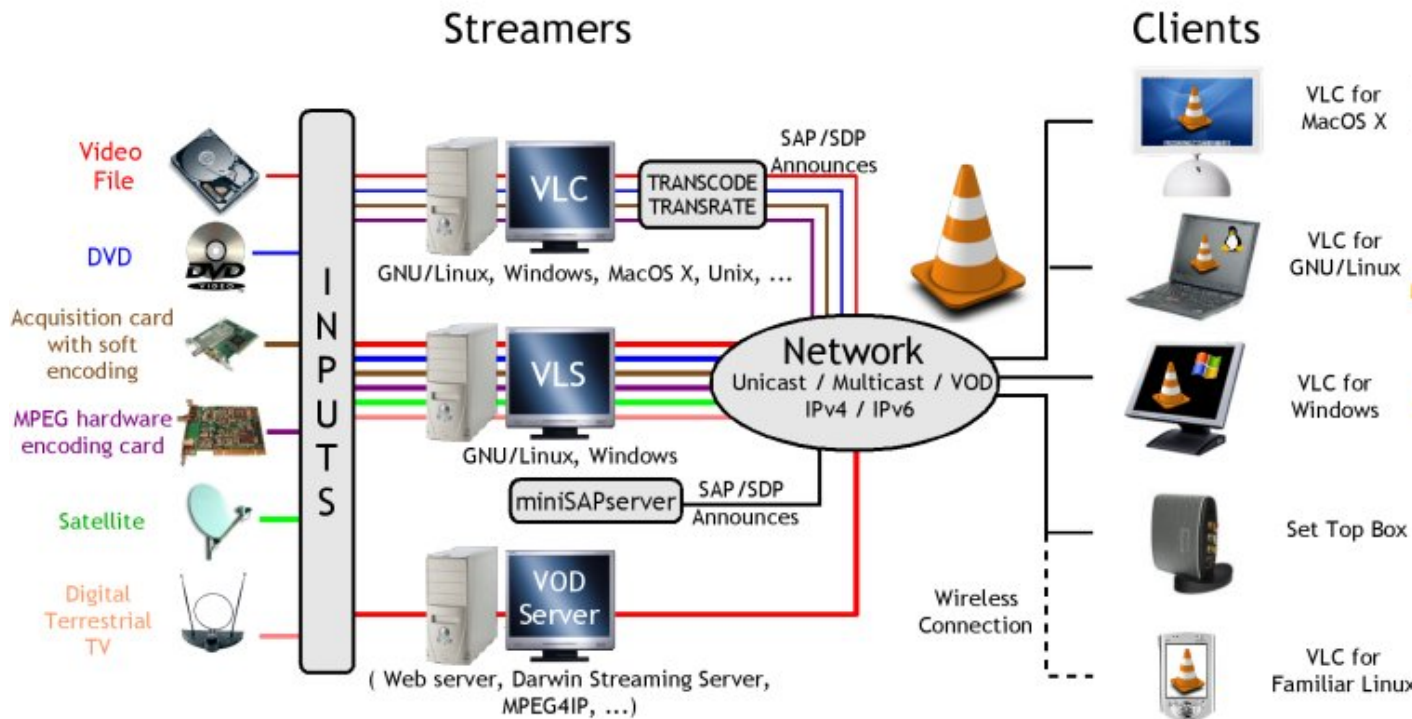 Streamers
Clients
Video
File
DVD
Acquisition card
with soft
encoding
MPEG hardware
encoding card
Satellite
Digital
Terrestrial
TV
DVD
VIDEO
INPUTS
VLC
TRANSCODE
TRANSRATE
SAP/SDP
Announces
GNU/Linux, Windows, MacOS X, Unix, ...
VLS
GNU/Linux, Windows
miniSAPserver
SAP/SDP
Announces
VOD
Server
( Web server, Darwin Streaming Server,
MPEG4IP, ...)
Network
Unicast / Multicast / VOD
IPv4 / IPv6
Wireless
Connection
VLC for
MacOS X
VLC for
GNU/Linux
VLC for
Windows
Set Top Box
VLC for
Familiar Linux